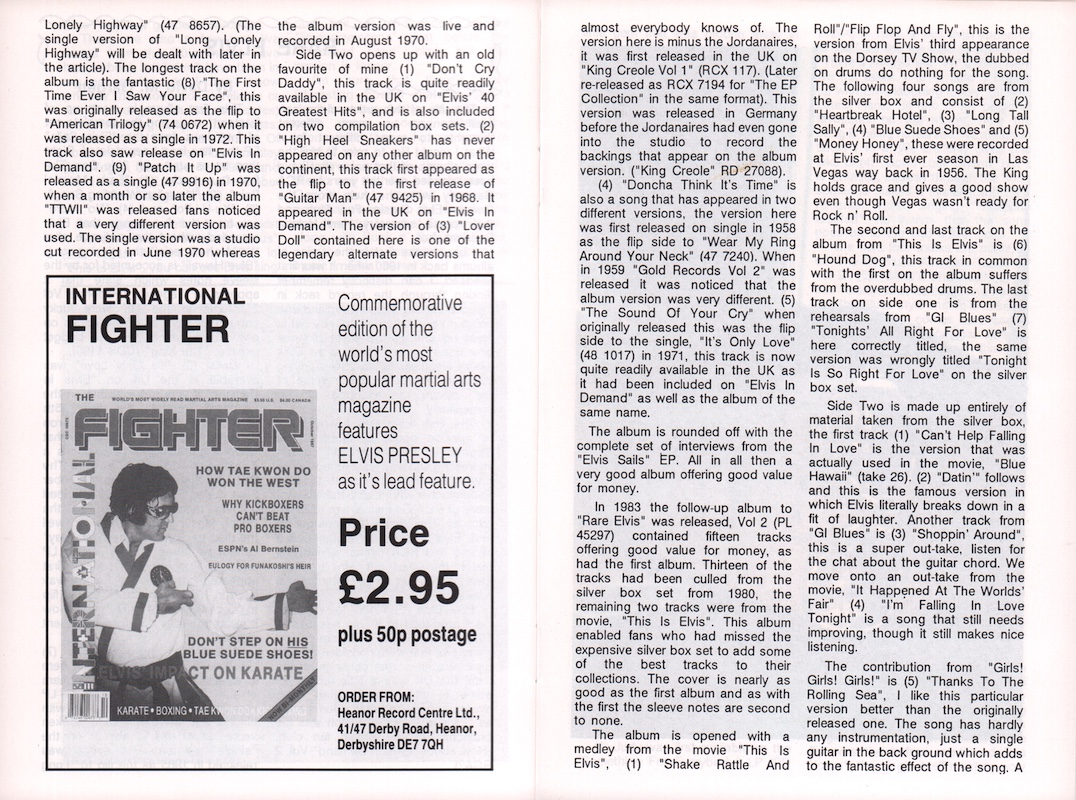 Lonely Highway" (47 8657). (The
single version of "Long Lonely
Highway" will be dealt with later in
the article). The longest track on the
album is the fantastic (8) "The First
Time Ever I Saw Your Face", this
was originally released as the flip to
"American Trilogy" (74 0672) when it
was released as a single in 1972. This
track also saw release on "Elvis In
Demand". (9) "Patch It Up" was
released as a single (47 9916) in 1970,
when a month or so later the album
"TTWII" was released fans noticed
that a very different version was
used. The single version was a studio
cut recorded in June 1970 whereas
the album version was live and
recorded in August 1970.
Side Two opens up with an old
favourite of mine (1) "Don't Cry
Daddy", this track is quite readily
available in the UK on "Elvis' 40
Greatest Hits", and is also included
on two compilation box sets. (2)
"High Heel Sneakers" has never
appeared on any other album on the
continent, this track first appeared as
the flip to the first release of
"Guitar Man" (47 9425) in 1968. It
appeared in the UK on "Elvis In
Demand". The version of (3) "Lover
Doll" contained here is one of the
legendary alternate versions that
INTERNATIONAL
FIGHTER
THE
WORLD'S MOST WIDELY READ MARTIAL ARTS MAGAZINE $3.50 U.S. $4.00 CANADA
FIGHTER
INTERNATIONAL
October 1987
HOW TAE KWON DO
WON THE WEST
WHY KICKBOXERS
CAN'T BEAT
PRO BOXERS
ESPN's Al Bernstein
EULOGY FOR FUNAKOSHI'S HEIR
DON'T STEP ON HIS
BLUE SUEDE SHOES!
ELVIS' IMPACT ON KARATE
KARATE • BOXING • TAE KWON DO
NOW BI-MONTHLY
Commemorative
edition of the
world's most
popular martial arts
magazine
features
ELVIS PRESLEY
as it's lead feature.
Price
£2.95
plus 50p postage
ORDER FROM:
Heanor Record Centre Ltd.,
41/47 Derby Road, Heanor,
Derbyshire DE7 7QH
almost everybody knows of. The
version here is minus the Jordanaires,
it was first released in the UK on
"King Creole Vol 1" (RCX 117). (Later
re-released as RCX 7194 for "The EP
Collection" in the same format). This
version was released in Germany
before the Jordanaires had even gone
into the studio to record the
backings that appear on the album
version. ("King Creole" RD 27088).
(4) "Doncha Think It's Time" is
also a song that has appeared in two
different versions, the version here
was first released on single in 1958
as the flip side to "Wear My Ring
Around Your Neck" (47 7240). When
in 1959 "Gold Records Vol 2" was
released it was noticed that the
album version was very different. (5)
"The Sound Of Your Cry" when
originally released this was the flip
side to the single, "It's Only Love"
(48 1017) in 1971, this track is now
quite readily available in the UK as
it had been included on "Elvis In
Demand" as well as the album of the
same name.
The album is rounded off with the
complete set of interviews from the
"Elvis Sails" EP. All in all then a
very good album offering good value
for money.
In 1983 the follow-up album to
"Rare Elvis" was released, Vol 2 (PL
45297) contained fifteen tracks
offering good value for money, as
had the first album. Thirteen of the
tracks had been culled from the
silver box set from 1980, the
remaining two tracks were from the
movie, "This Is Elvis". This album
enabled fans who had missed the
expensive silver box set to add some
of the best tracks to their
collections. The cover is nearly as
good as the first album and as with
the first the sleeve notes are second
to none.
The album is opened with a
medley from the movie "This Is
Elvis", (1) "Shake Rattle And
Roll"/"Flip Flop And Fly", this is the
version from Elvis' third appearance
on the Dorsey TV Show, the dubbed
on drums do nothing for the song.
The following four songs are from
the silver box and consist of (2)
"Heartbreak Hotel", (3) "Long Tall
Sally", (4) "Blue Suede Shoes" and (5)
"Money Honey", these were recorded
at Elvis' first ever season in Las
Vegas way back in 1956. The King
holds grace and gives a good show
even though Vegas wasn't ready for
Rock n' Roll.
The second and last track on the
album from "This Is Elvis" is (6)
"Hound Dog", this track in common
with the first on the album suffers
from the overdubbed drums. The last
track on side one is from the
rehearsals from "GI Blues" (7)
"Tonights' All Right For Love" is
here correctly titled, the same
version was wrongly titled "Tonight
Is So Right For Love" on the silver
box set.
Side Two is made up entirely of
material taken from the silver box,
the first track (1) "Can't Help Falling
In Love" is the version that was
actually used in the movie, "Blue
Hawaii" (take 26). (2) "Datin'" follows
and this is the famous version in
which Elvis literally breaks down in a
fit of laughter. Another track from
"GI Blues" is (3) "Shoppin' Around",
this is a super out-take, listen for
the chat about the guitar chord. We
move onto an out-take from the
movie, "It Happened At The Worlds'
Fair" (4) "I'm Falling In Love
Tonight" is a song that still needs
improving, though it still makes nice
listening.
The contribution from "Girls!
Girls! Girls!" is (5) "Thanks To The
Rolling Sea", I like this particular
version better than the originally
released one. The song has hardly
any instrumentation, just a single
guitar in the back ground which adds
to the fantastic effect of the song. A